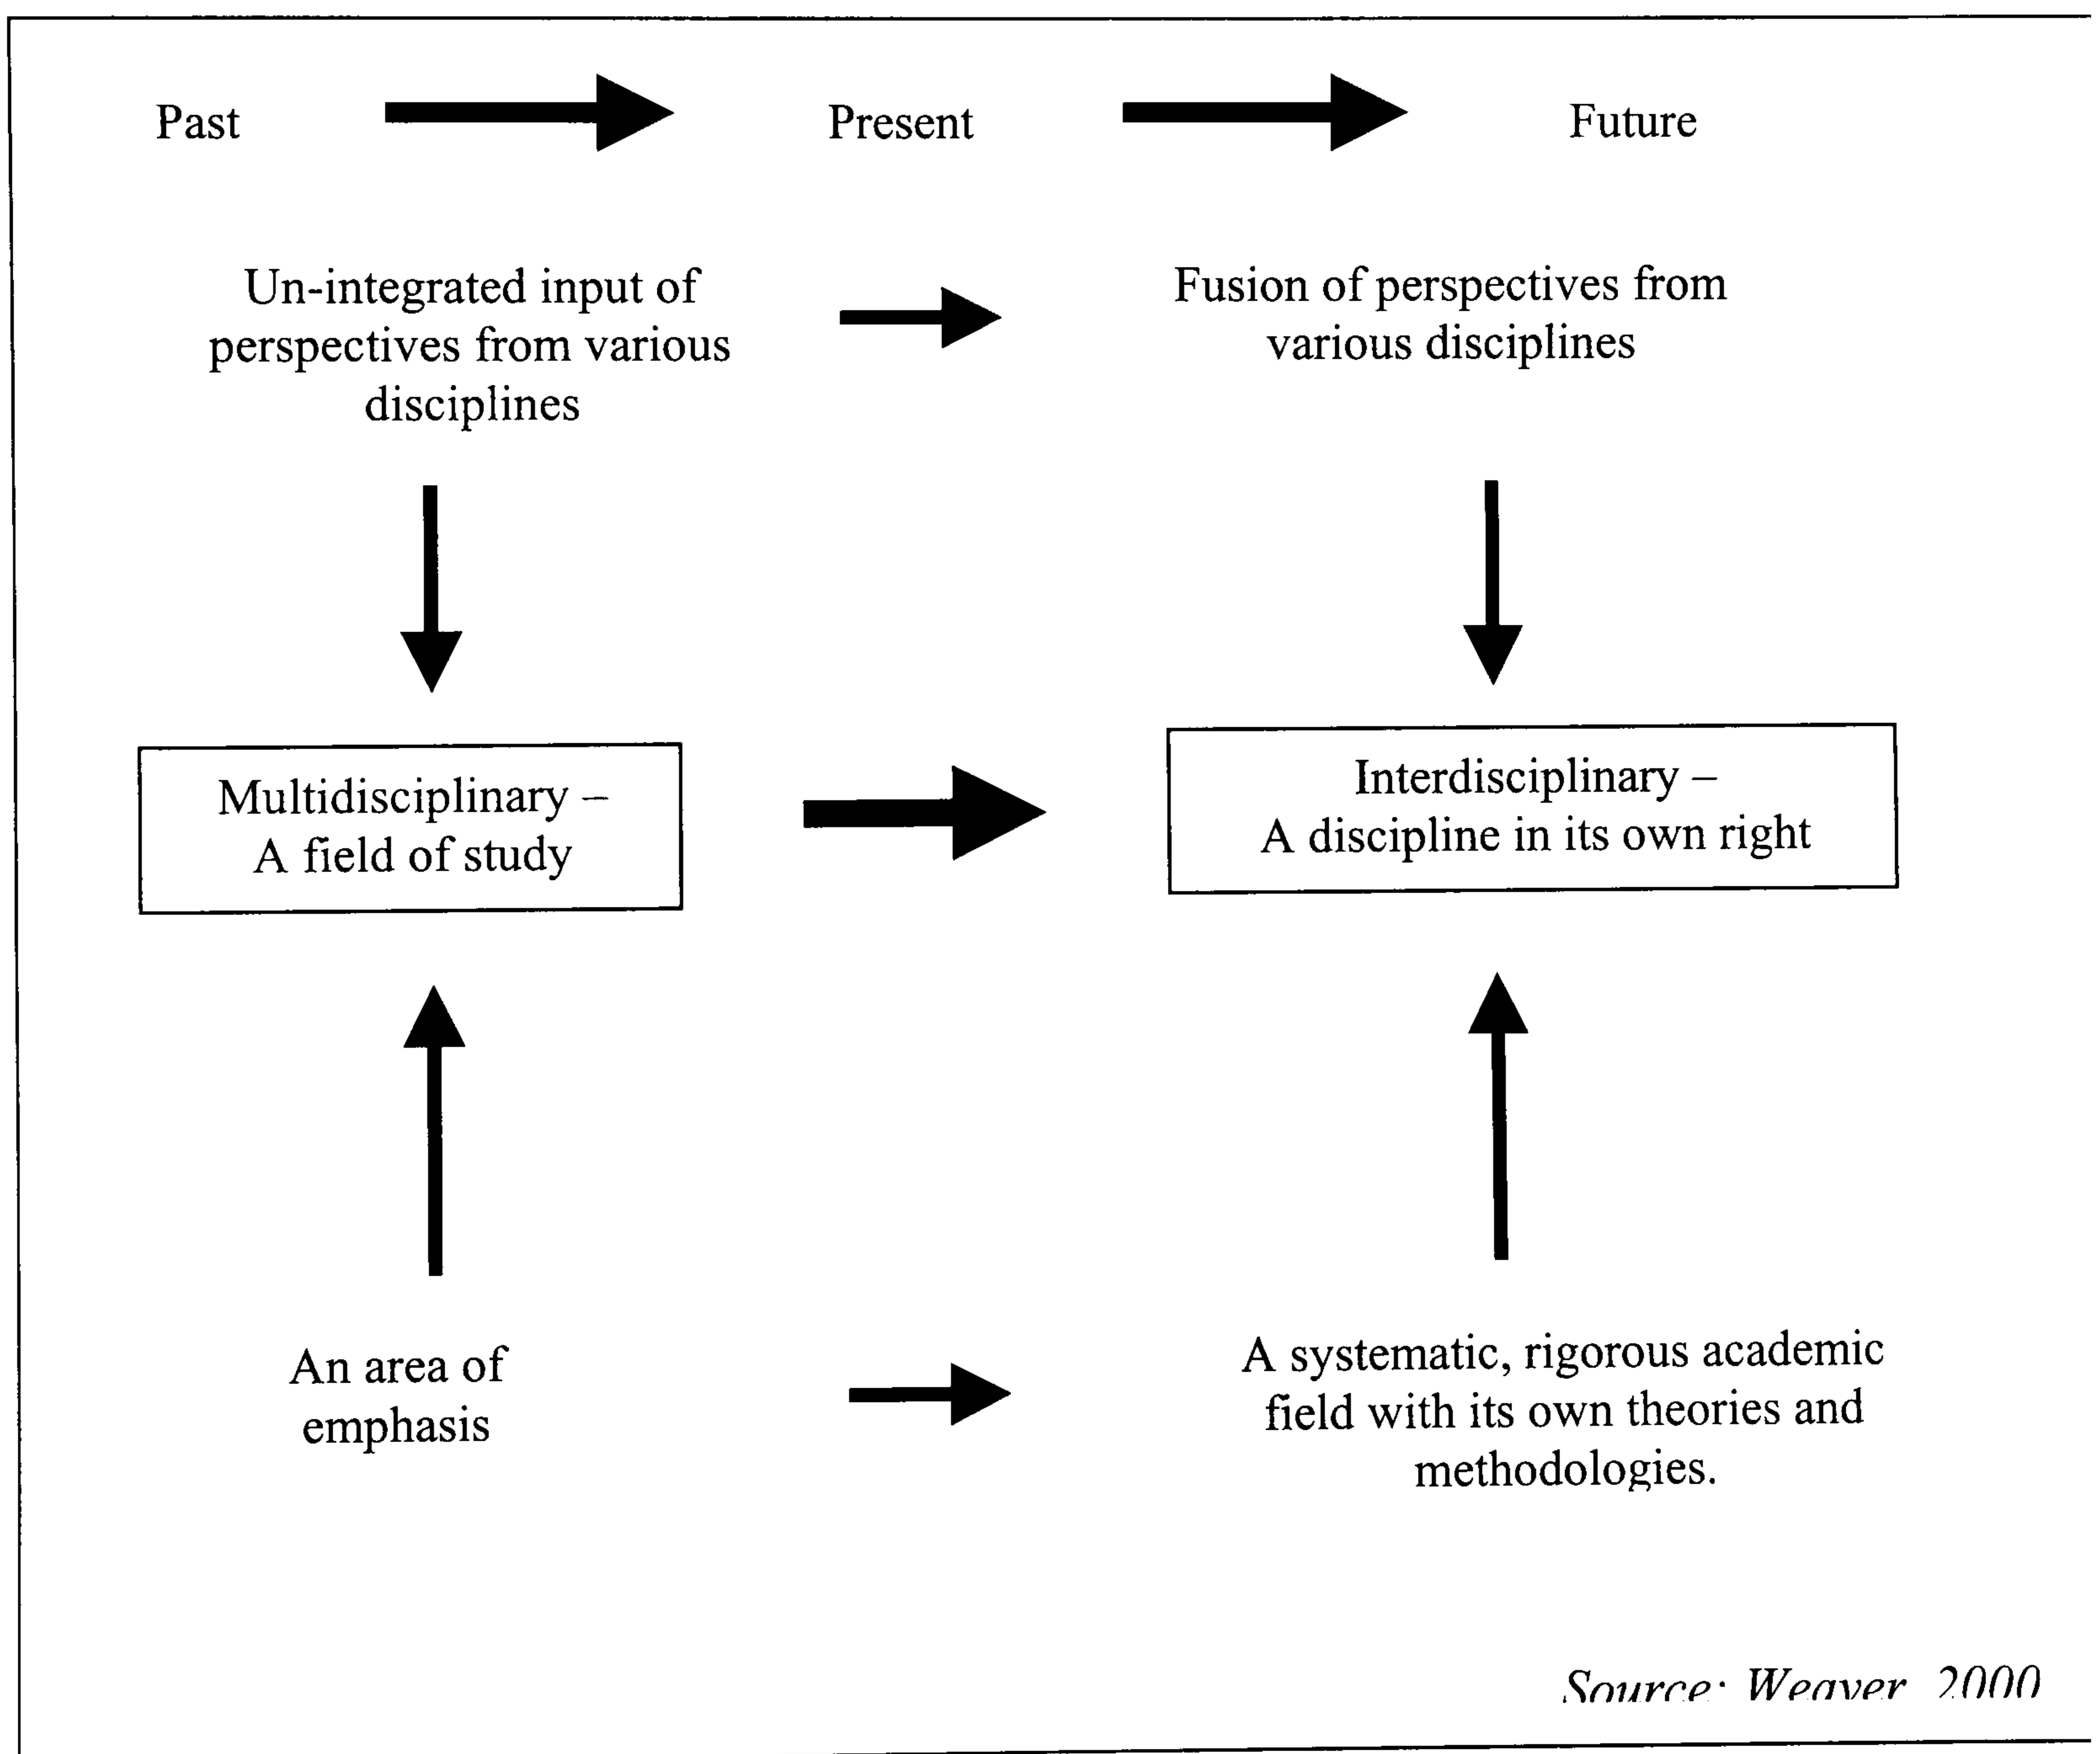 Past Present Future
Un-integrated input of
perspectives from various
disciplines
Fusion of perspectives from
various disciplines
Multidisciplinary –
A field of study
Interdisciplinary –
A discipline in its own right
An area of
emphasis
A systematic, rigorous academic
field with its own theories and
methodologies.
Source: Weaver 2000